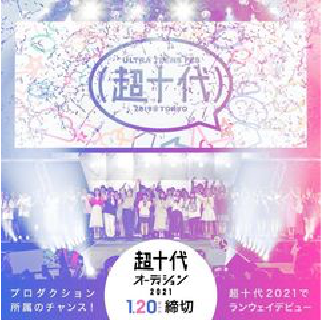 ULTRA TEENS FES
超十代
2019@TOKYO
超十代
オーディション
2021
1.20 締切
プロダクション
所属のチャンス！
超十代2021で
ランウェイデビュー